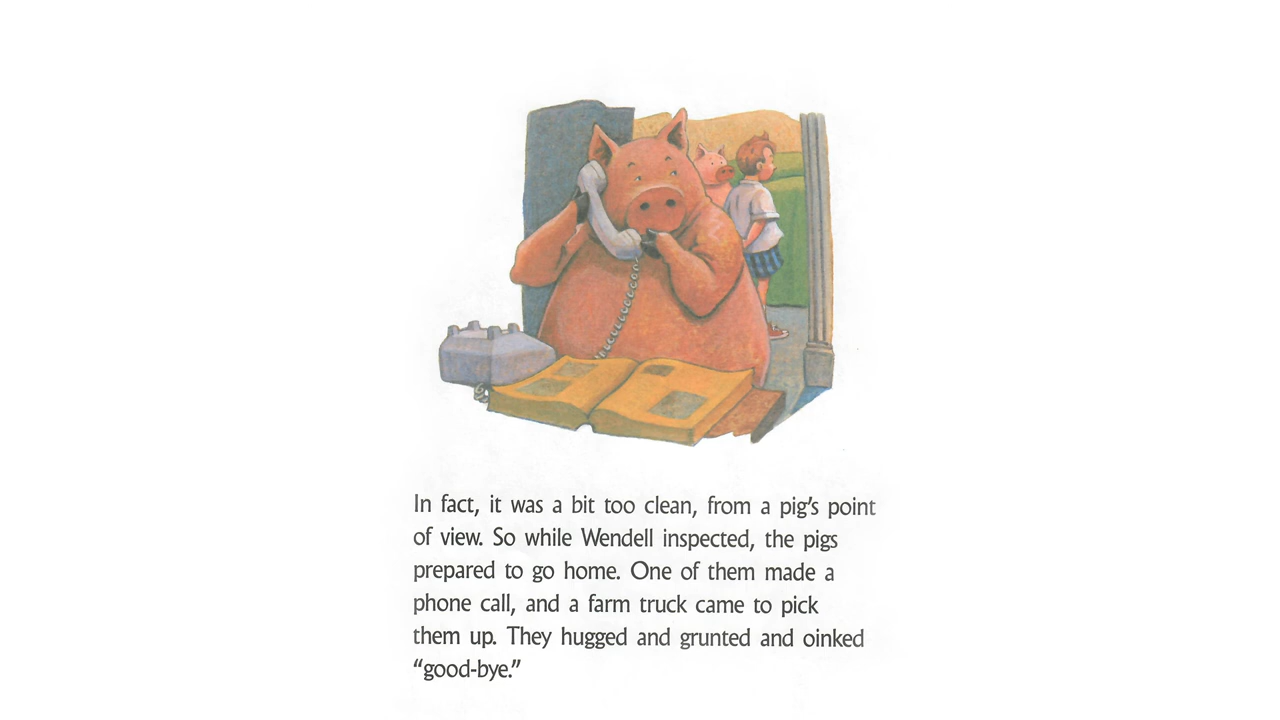 In fact, it was a bit too clean, from a pig's point
of view. So while Wendell inspected, the pigs
prepared to go home. One of them made a
phone call, and a farm truck came to pick
them up. They hugged and grunted and oinked
“good-bye.”